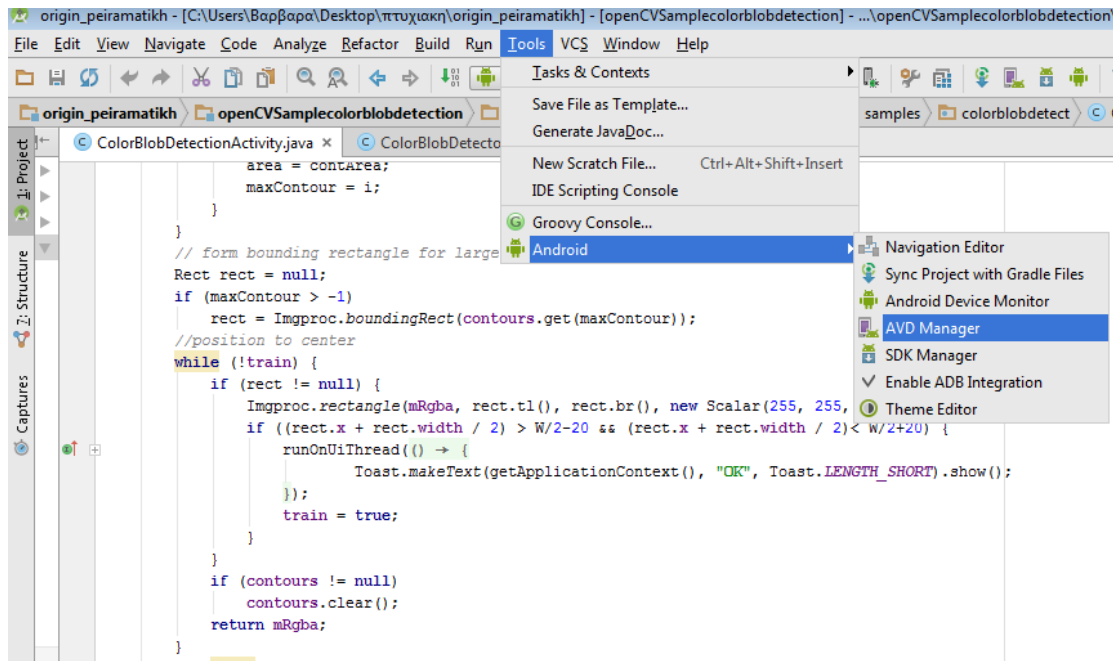 origin_peiramatikh - [C:\Users\Βαρβαρα\Desktop\πτυχιακη\origin_peiramatikh] - [openCVSamplecolorblobdetection] - ...\openCVSamplecolorblobdetection\
File Edit View Navigate Code Analyze Refactor Build Run Tools VCS Window Help
origin_peiramatikh openCVSamplecolorblobdetection samples colorblobdetect
ColorBlobDetectionActivity.java × ColorBlobDetecto
1: Project
7: Structure
Captures
area = contArea;
maxContour = i;
}
}
// form bounding rectangle for large
Rect rect = null;
if (maxContour > -1)
rect = Imgproc.boundingRect(contours.get(maxContour));
//position to center
while (!train) {
if (rect != null) {
Imgproc.rectangle(mRgba, rect.tl(), rect.br(), new Scalar(255, 255,
if ((rect.x + rect.width / 2) > W/2-20 && (rect.x + rect.width / 2)< W/2+20) {
runOnUiThread(() → {
Toast.makeText(getApplicationContext(), "OK", Toast.LENGTH_SHORT).show();
});
train = true;
}
}
if (contours != null)
contours.clear();
return mRgba;
}
Tasks & Contexts
Save File as Template...
Generate JavaDoc...
New Scratch File... Ctrl+Alt+Shift+Insert
IDE Scripting Console
Groovy Console...
Android
Navigation Editor
Sync Project with Gradle Files
Android Device Monitor
AVD Manager
SDK Manager
Enable ADB Integration
Theme Editor